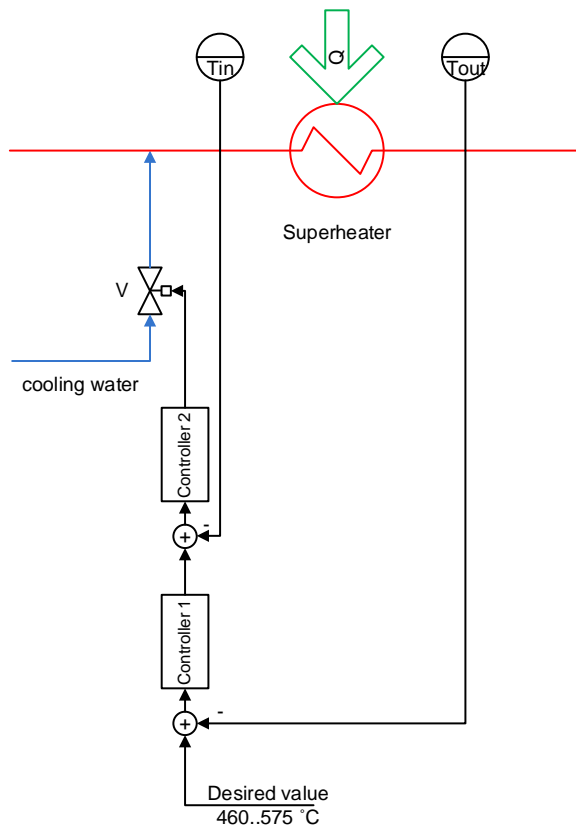 Tin
Q
Tout
Superheater
V
cooling water
Controller 2
-
+
Controller 1
-
+
Desired value
460..575 °C